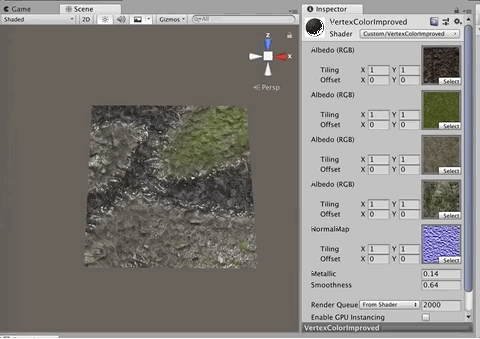 Game
Scene
Shaded
2D
Gizmos
All
z
x
Persp
Inspector
VertexColorImproved
Shader
Custom/VertexColorImproved
Albedo (RGB)
Tiling X 1 Y 1
Offset X 0 Y 0
Select
Albedo (RGB)
Tiling X 1 Y 1
Offset X 0 Y 0
Select
Albedo (RGB)
Tiling X 1 Y 1
Offset X 0 Y 0
Select
Albedo (RGB)
Tiling X 1 Y 1
Offset X 0 Y 0
Select
NormalMap
Tiling X 1 Y 1
Offset X 0 Y 0
Select
Metallic 0.14
Smoothness 0.64
Render Queue From Shader 2000
Enable GPU Instancing
VertexColorImproved